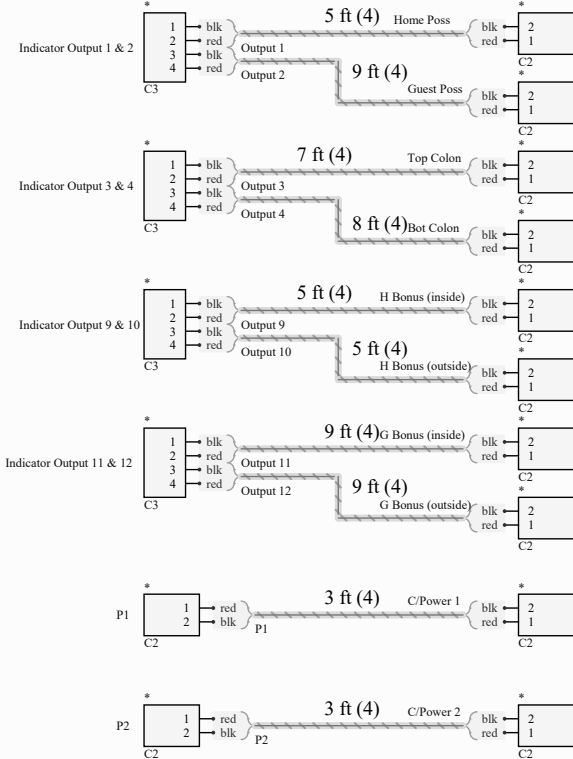 * 5 ft (4) Home Poss *
Indicator Output 1 & 2 1 blk blk 2
2 red Output 1 red 1
3 blk Output 2 C2
4 red 9 ft (4) Guest Poss
C3 blk 2
red 1
C2
* 7 ft (4) Top Colon *
Indicator Output 3 & 4 1 blk blk 2
2 red Output 3 red 1
3 blk Output 4 C2
4 red 8 ft (4) Bot Colon *
C3 blk 2
red 1
C2
* 5 ft (4) H Bonus (inside) *
Indicator Output 9 & 10 1 blk blk 2
2 red Output 9 red 1
3 blk Output 10 C2
4 red 5 ft (4) H Bonus (outside)
C3 blk 2
red 1
C2
* 9 ft (4) G Bonus (inside) *
Indicator Output 11 & 12 1 blk blk 2
2 red Output 11 red 1
3 blk Output 12 C2
4 red 9 ft (4) G Bonus (outside)
C3 blk 2
red 1
C2
* 3 ft (4) C/Power 1 *
P1 1 red blk 2
2 blk P1 red 1
C2 C2
* 3 ft (4) C/Power 2 *
P2 1 red blk 2
2 blk P2 red 1
C2 C2